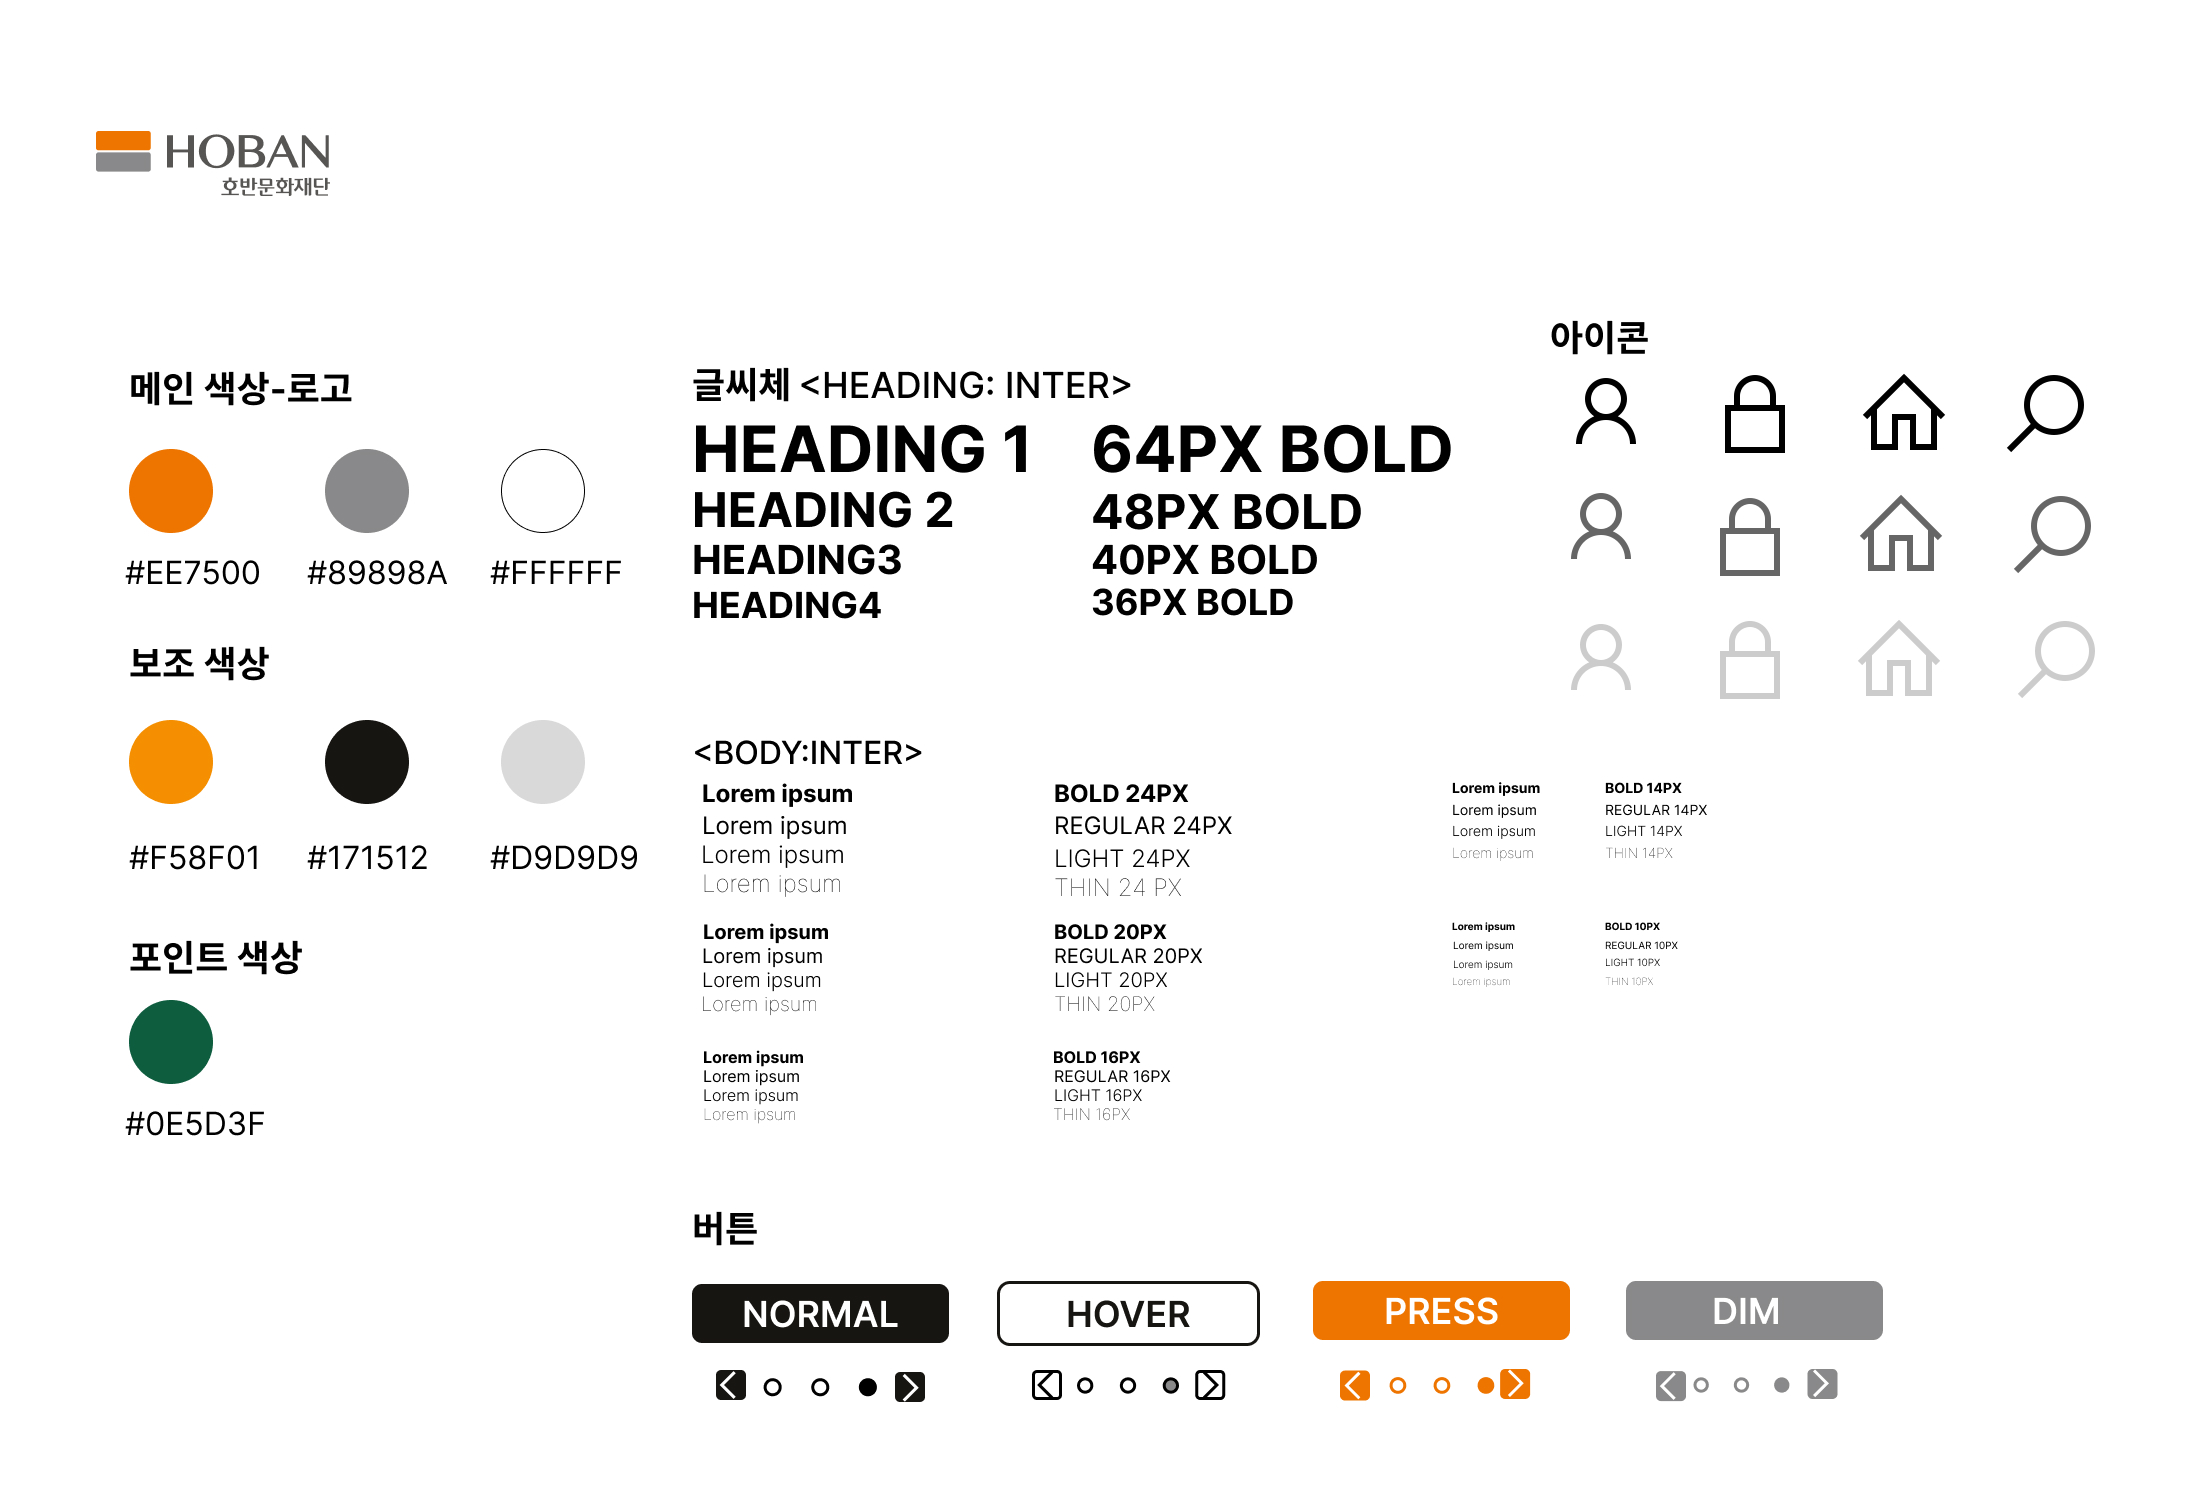 HOBAN
호반문화재단
메인 색상-로고
#EE7500 #89898A #FFFFFF
보조 색상
#F58F01 #171512 #D9D9D9
포인트 색상
#0E5D3F
글씨체 <HEADING: INTER>
HEADING 1 64PX BOLD
HEADING 2 48PX BOLD
HEADING3 40PX BOLD
HEADING4 36PX BOLD
아이콘
<BODY:INTER>
Lorem ipsum BOLD 24PX
Lorem ipsum REGULAR 24PX
Lorem ipsum LIGHT 24PX
Lorem ipsum THIN 24 PX
Lorem ipsum BOLD 20PX
Lorem ipsum REGULAR 20PX
Lorem ipsum LIGHT 20PX
Lorem ipsum THIN 20PX
Lorem ipsum BOLD 16PX
Lorem ipsum REGULAR 16PX
Lorem ipsum LIGHT 16PX
Lorem ipsum THIN 16PX
Lorem ipsum BOLD 14PX
Lorem ipsum REGULAR 14PX
Lorem ipsum LIGHT 14PX
Lorem ipsum THIN 14PX
Lorem ipsum BOLD 10PX
Lorem ipsum REGULAR 10PX
Lorem ipsum LIGHT 10PX
Lorem ipsum THIN 10PX
버튼
NORMAL HOVER PRESS DIM